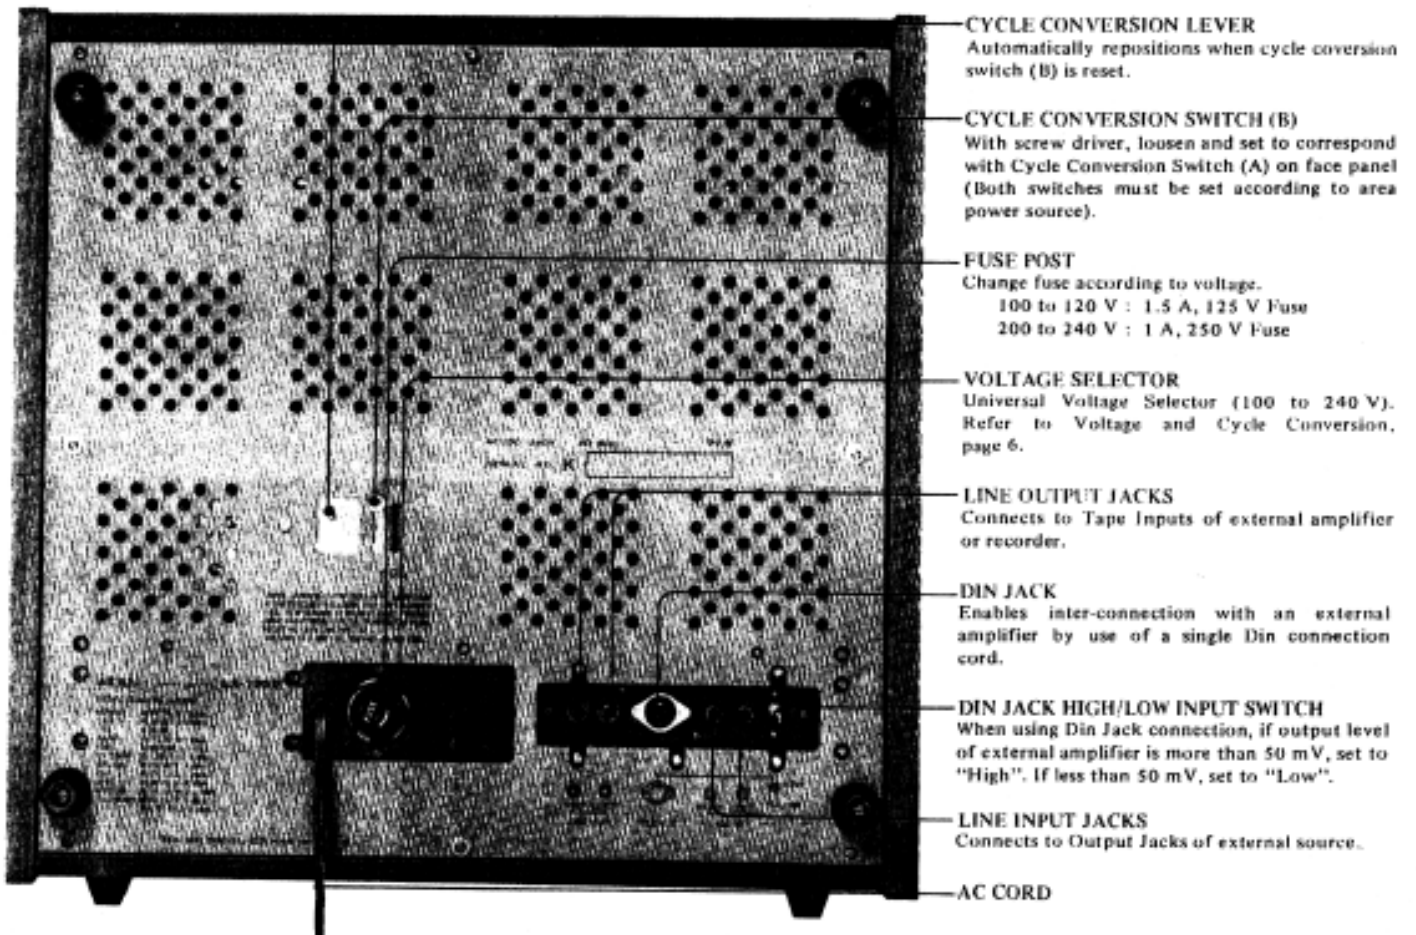 CYCLE CONVERSION LEVER
Automatically repositions when cycle coversion
switch (B) is reset.
CYCLE CONVERSION SWITCH (B)
With screw driver, loosen and set to correspond
with Cycle Conversion Switch (A) on face panel
(Both switches must be set according to area
power source).
FUSE POST
Change fuse according to voltage.
100 to 120 V : 1.5 A, 125 V Fuse
200 to 240 V : 1 A, 250 V Fuse
VOLTAGE SELECTOR
Universal Voltage Selector (100 to 240 V).
Refer to Voltage and Cycle Conversion,
page 6.
LINE OUTPUT JACKS
Connects to Tape Inputs of external amplifier
or recorder.
DIN JACK
Enables inter-connection with an external
amplifier by use of a single Din connection
cord.
DIN JACK HIGH/LOW INPUT SWITCH
When using Din Jack connection, if output level
of external amplifier is more than 50 mV, set to
"High". If less than 50 mV, set to "Low".
LINE INPUT JACKS
Connects to Output Jacks of external source.
AC CORD
K